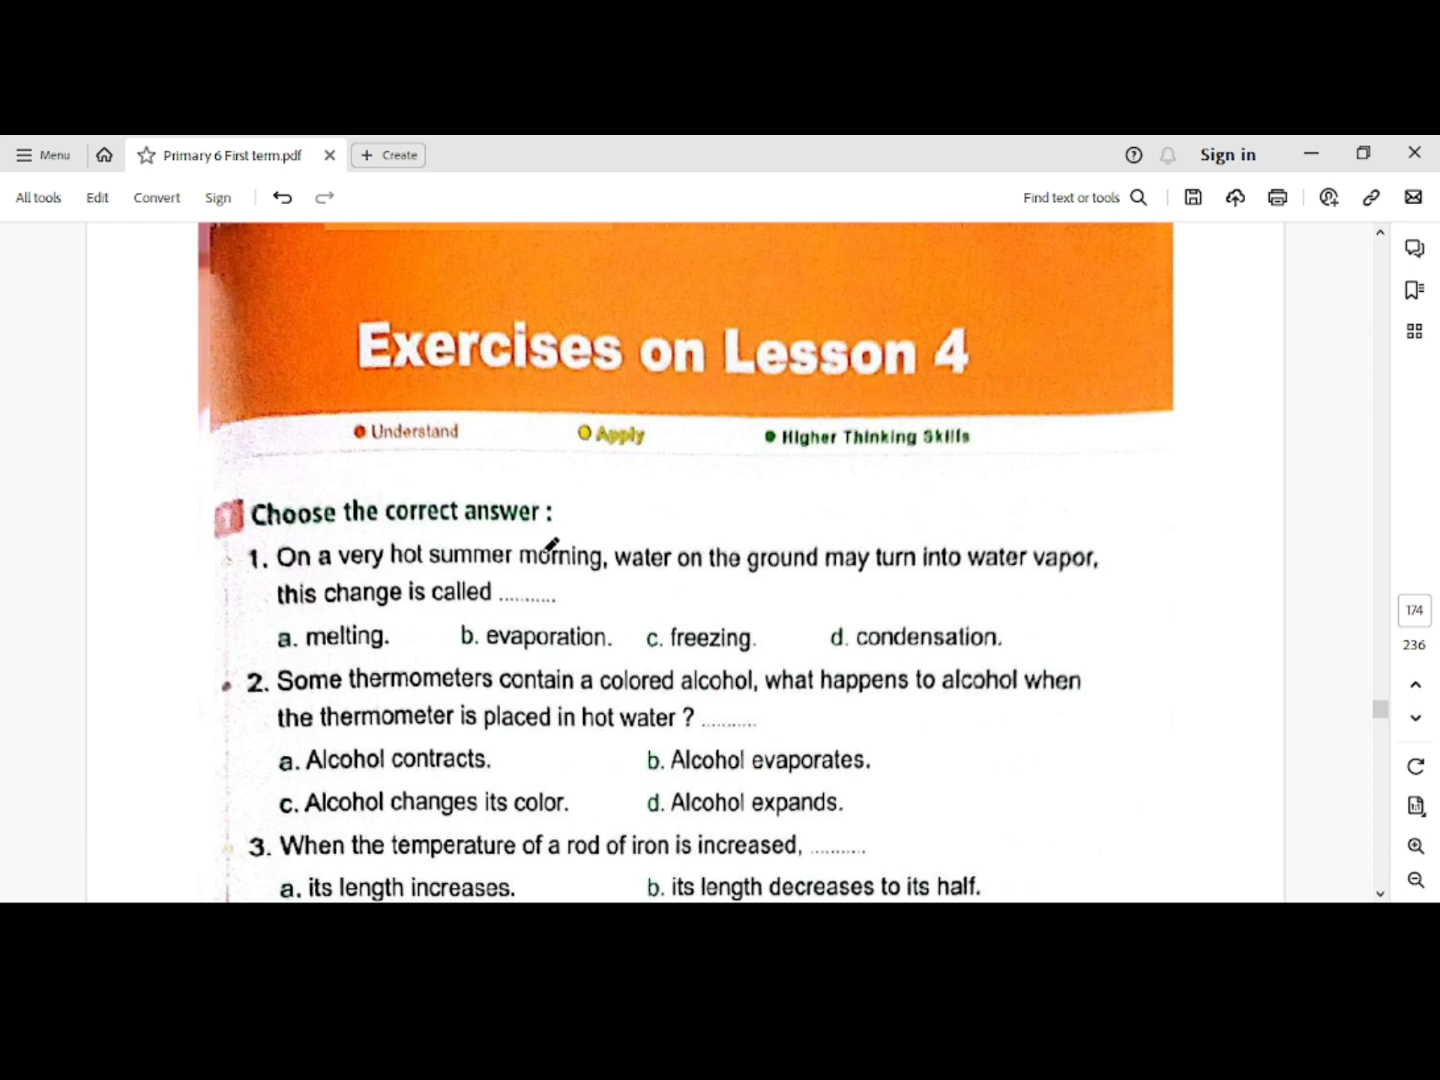 Menu
Primary 6 First term.pdf
Create
Sign in
All tools
Edit
Convert
Sign
Find text or tools
Exercises on Lesson 4
Understand
Apply
Higher Thinking Skills
1 Choose the correct answer :
1. On a very hot summer morning, water on the ground may turn into water vapor,
this change is called ..........
a. melting. b. evaporation. c. freezing. d. condensation.
2. Some thermometers contain a colored alcohol, what happens to alcohol when
the thermometer is placed in hot water ? ..........
a. Alcohol contracts. b. Alcohol evaporates.
c. Alcohol changes its color. d. Alcohol expands.
3. When the temperature of a rod of iron is increased, ..........
a. its length increases. b. its length decreases to its half.
174
236